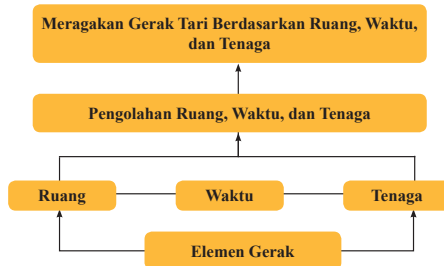 Meragakan Gerak Tari Berdasarkan Ruang, Waktu,
dan Tenaga
Pengolahan Ruang, Waktu, dan Tenaga
Ruang
Waktu
Tenaga
Elemen Gerak